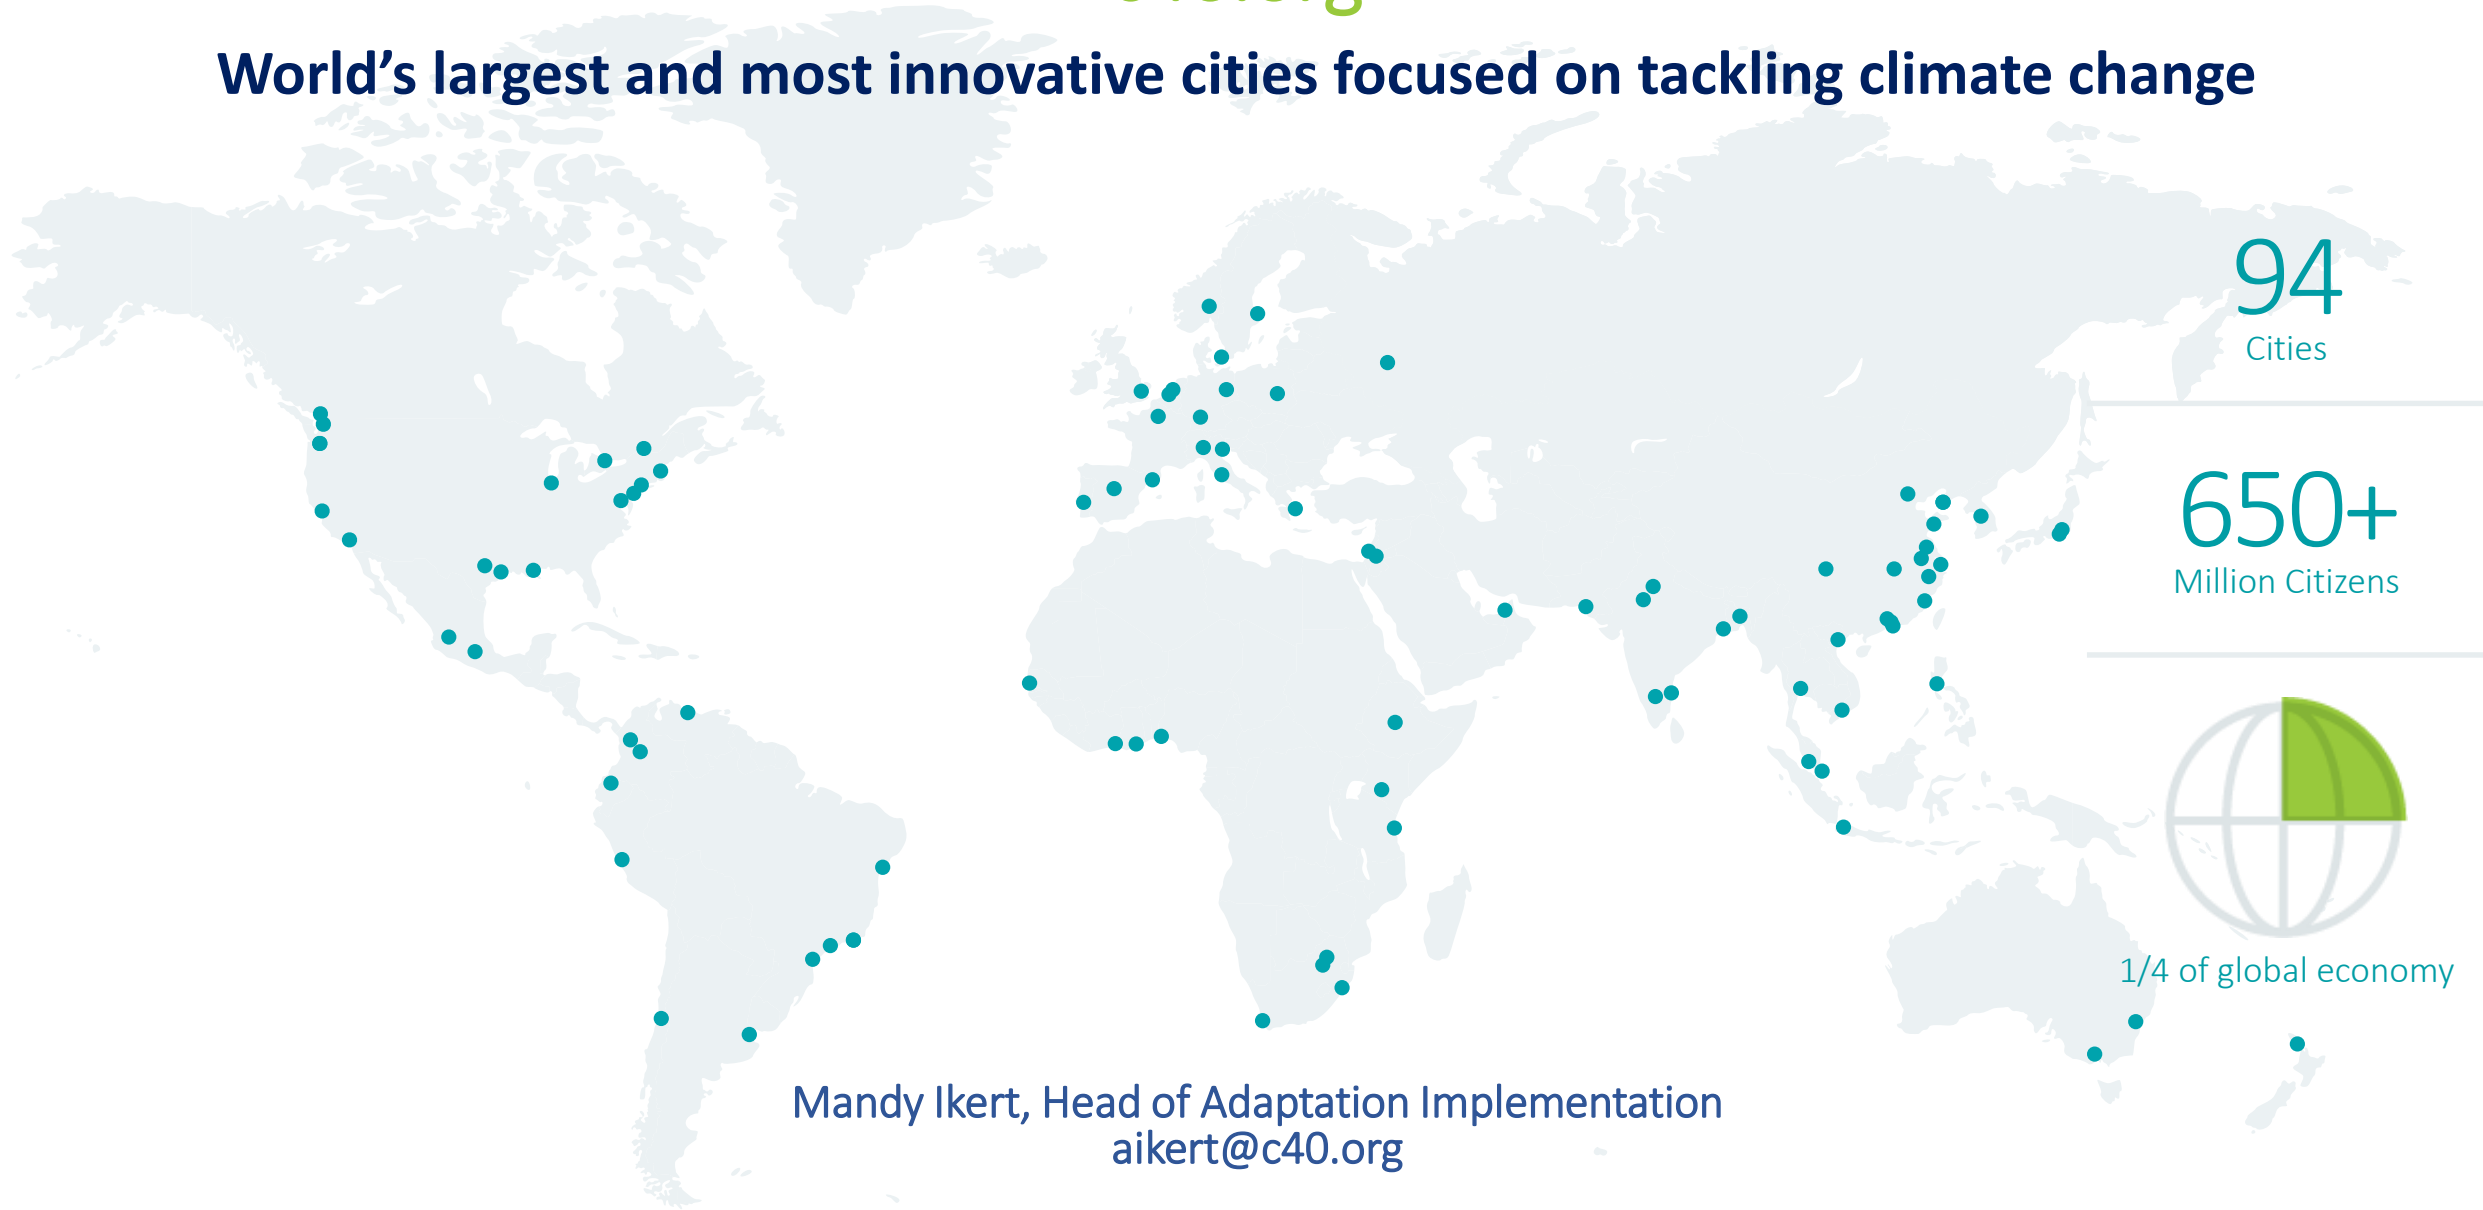 World’s largest and most innovative cities focused on tackling climate change
94
Cities
650+
Million Citizens
1/4 of global economy
Mandy Ikert, Head of Adaptation Implementation
aikert@c40.org